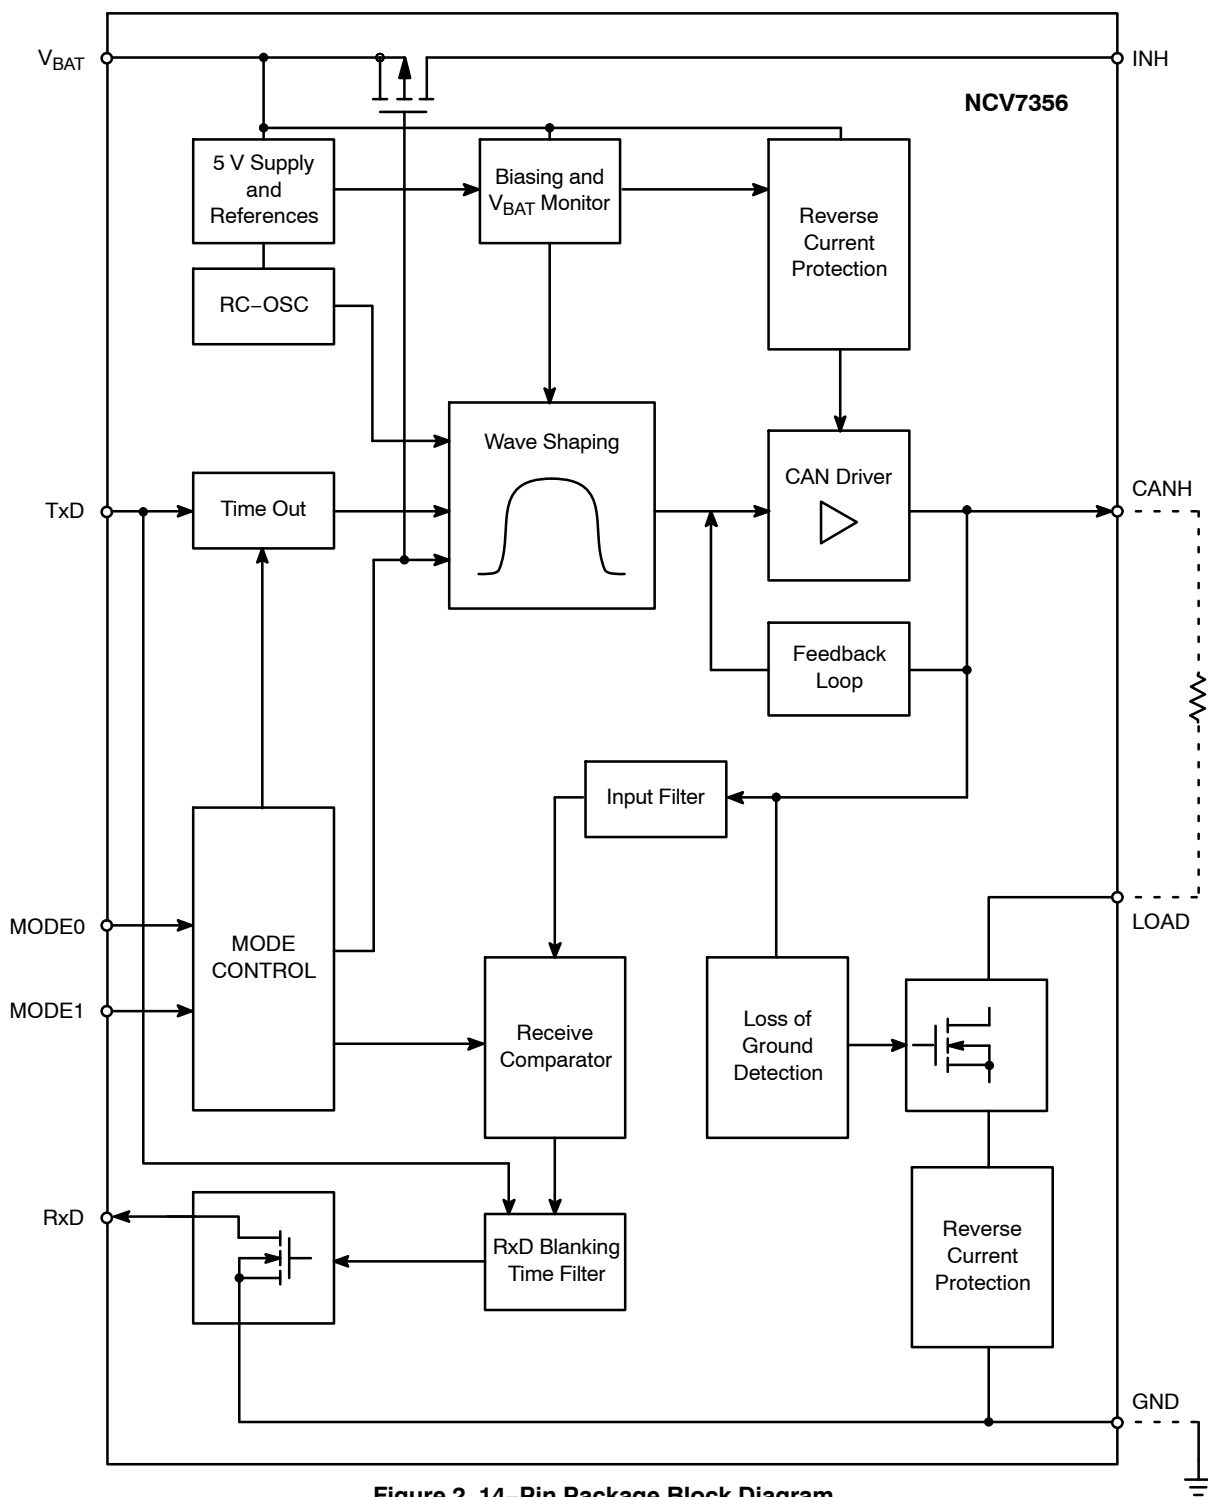 V_BAT
INH
NCV7356
5 V Supply
and
References
Biasing and
V_BAT Monitor
Reverse
Current
Protection
RC−OSC
Wave Shaping
CAN Driver
CANH
TxD
Time Out
Feedback
Loop
Input Filter
MODE0
MODE
CONTROL
MODE1
LOAD
Receive
Comparator
Loss of
Ground
Detection
RxD
RxD Blanking
Time Filter
Reverse
Current
Protection
GND
Figure 2. 14−Pin Package Block Diagram